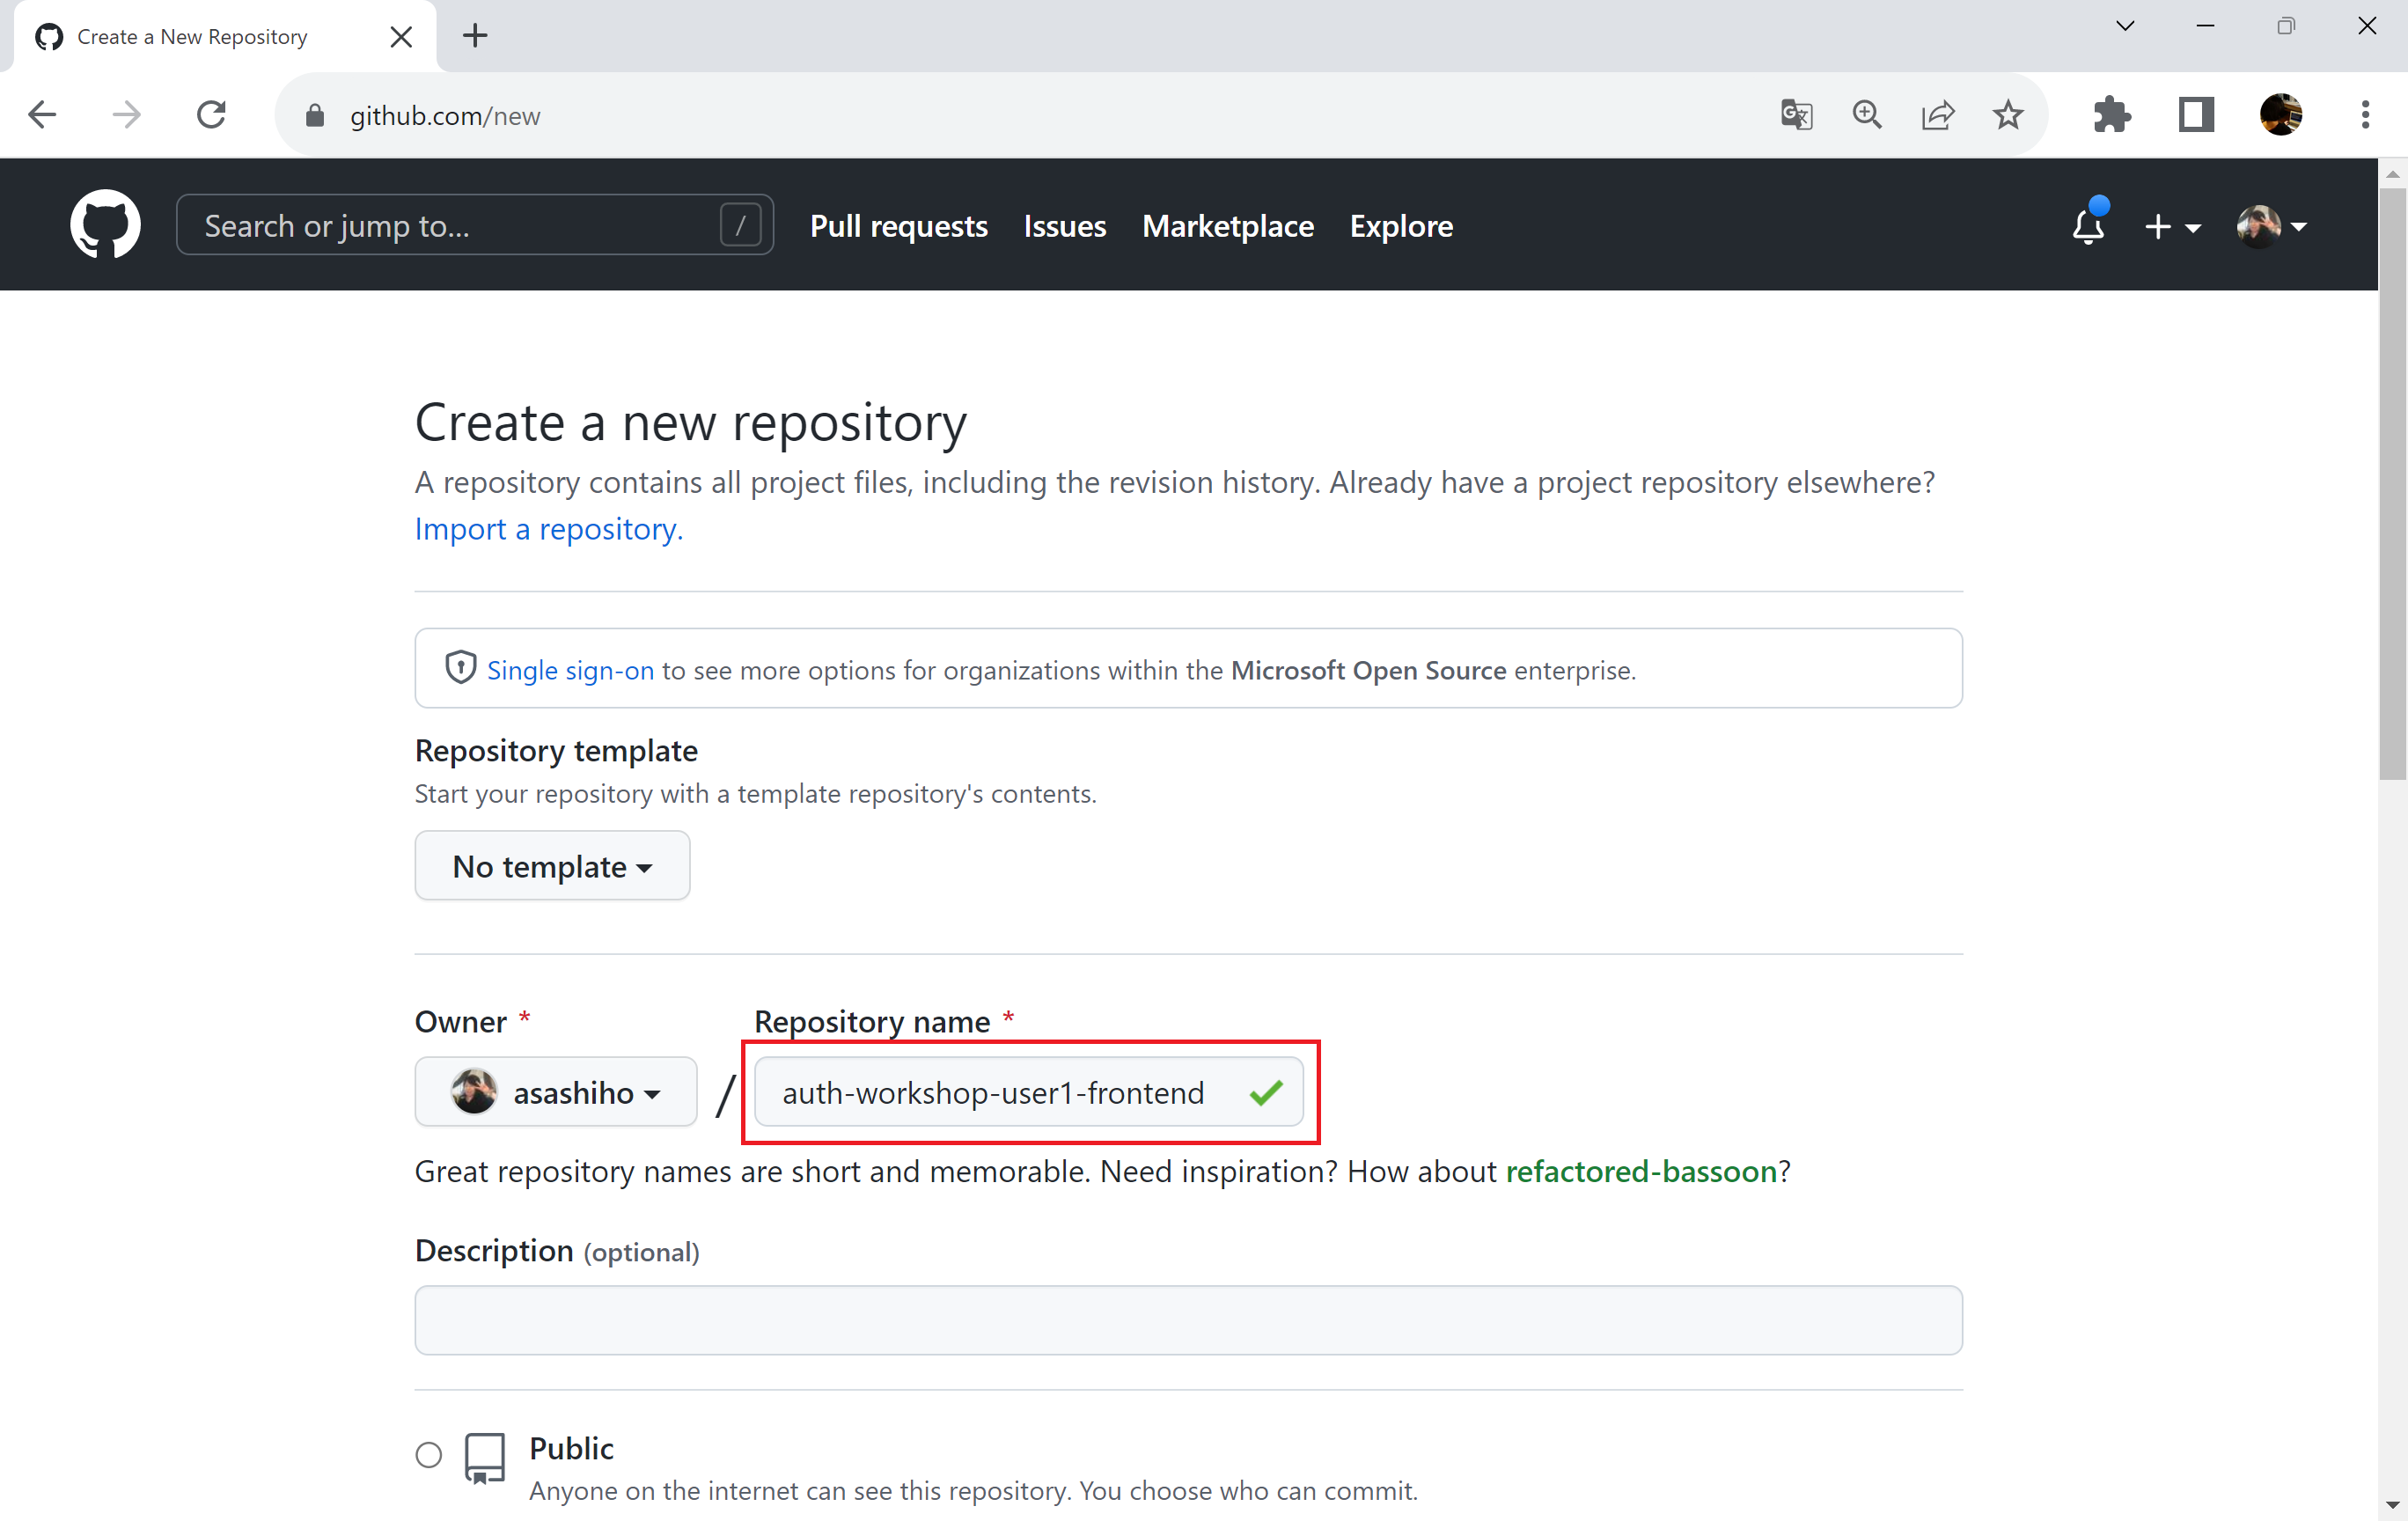 Create a New Repository
github.com/new
Search or jump to... /
Pull requests Issues Marketplace Explore
Create a new repository
A repository contains all project files, including the revision history. Already have a project repository elsewhere?
Import a repository.
Single sign-on to see more options for organizations within the Microsoft Open Source enterprise.
Repository template
Start your repository with a template repository's contents.
No template
Owner * Repository name *
asashiho / auth-workshop-user1-frontend
Great repository names are short and memorable. Need inspiration? How about refactored-bassoon?
Description (optional)
Public
Anyone on the internet can see this repository. You choose who can commit.